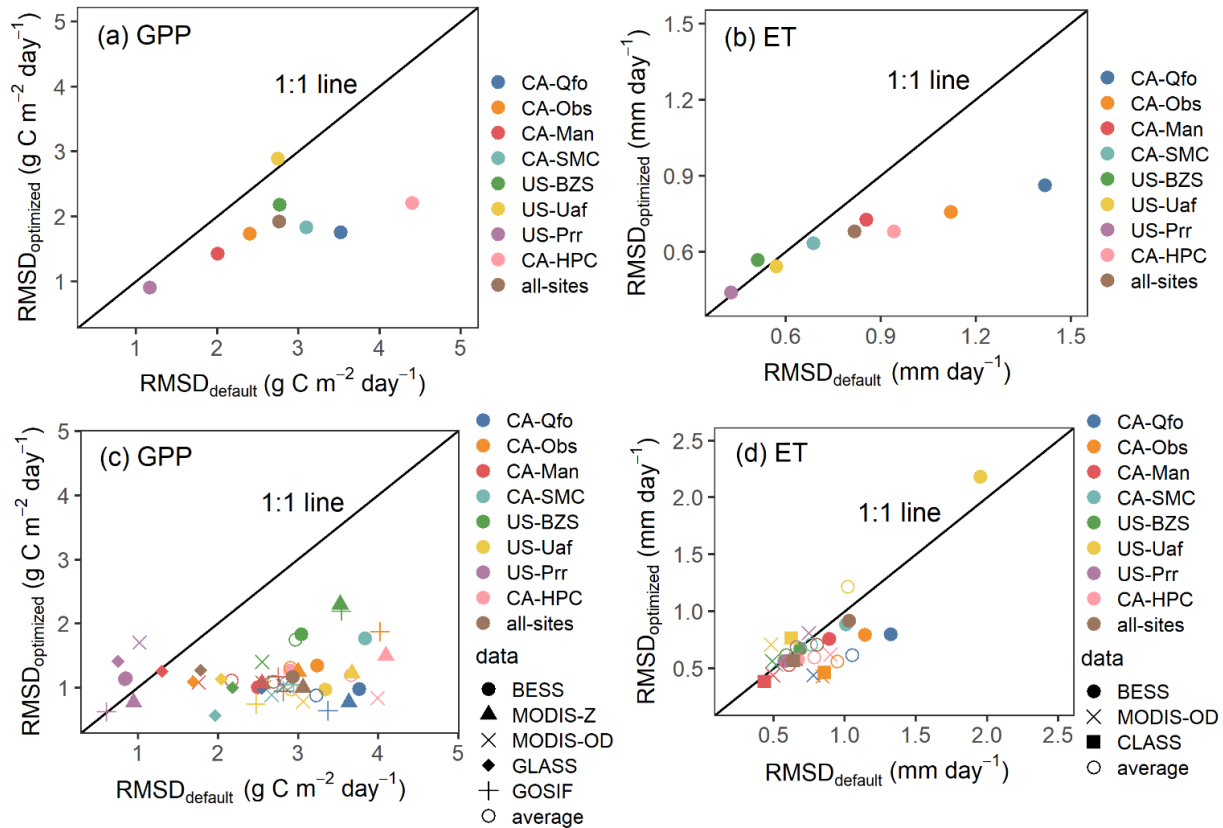 (a) GPP
1:1 line
5
4
3
2
1
RMSDoptimized (g C m−2 day−1)
1 2 3 4 5
RMSDdefault (g C m−2 day−1)
CA-Qfo
CA-Obs
CA-Man
CA-SMC
US-BZS
US-Uaf
US-Prr
CA-HPC
all-sites
(b) ET
1:1 line
1.5
1.2
0.9
0.6
RMSDoptimized (mm day−1)
0.6 0.9 1.2 1.5
RMSDdefault (mm day−1)
CA-Qfo
CA-Obs
CA-Man
CA-SMC
US-BZS
US-Uaf
US-Prr
CA-HPC
all-sites
(c) GPP
1:1 line
5
4
3
2
1
RMSDoptimized (g C m−2 day−1)
1 2 3 4 5
RMSDdefault (g C m−2 day−1)
CA-Qfo
CA-Obs
CA-Man
CA-SMC
US-BZS
US-Uaf
US-Prr
CA-HPC
all-sites
data
BESS
MODIS-Z
MODIS-OD
GLASS
GOSIF
average
(d) ET
1:1 line
2.5
2.0
1.5
1.0
0.5
RMSDoptimized (mm day−1)
0.5 1.0 1.5 2.0 2.5
RMSDdefault (mm day−1)
CA-Qfo
CA-Obs
CA-Man
CA-SMC
US-BZS
US-Uaf
US-Prr
CA-HPC
all-sites
data
BESS
MODIS-OD
CLASS
average